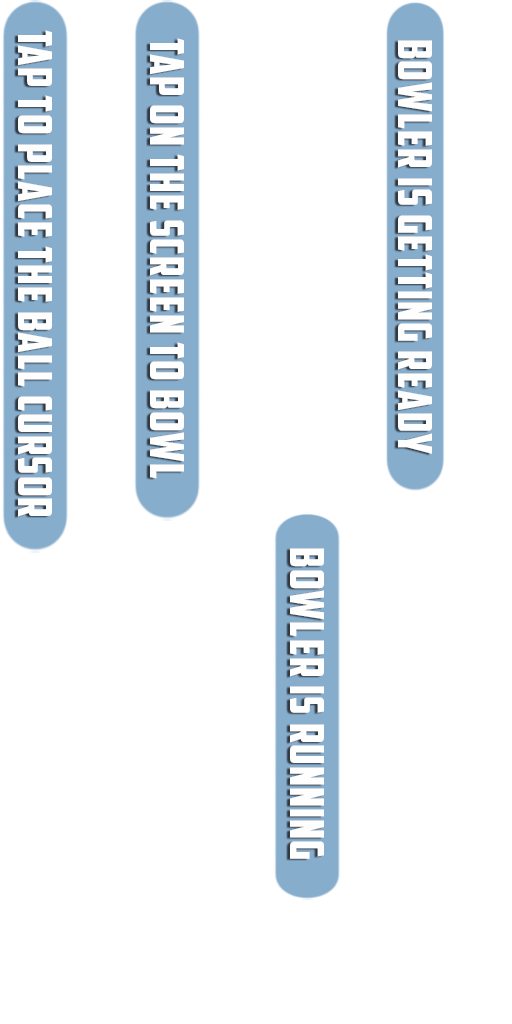 TAP TO PLACE THE BALL CURSOR
TAP ON THE SCREEN TO BOWL
BOWLER IS GETTING READY
BOWLER IS RUNNING